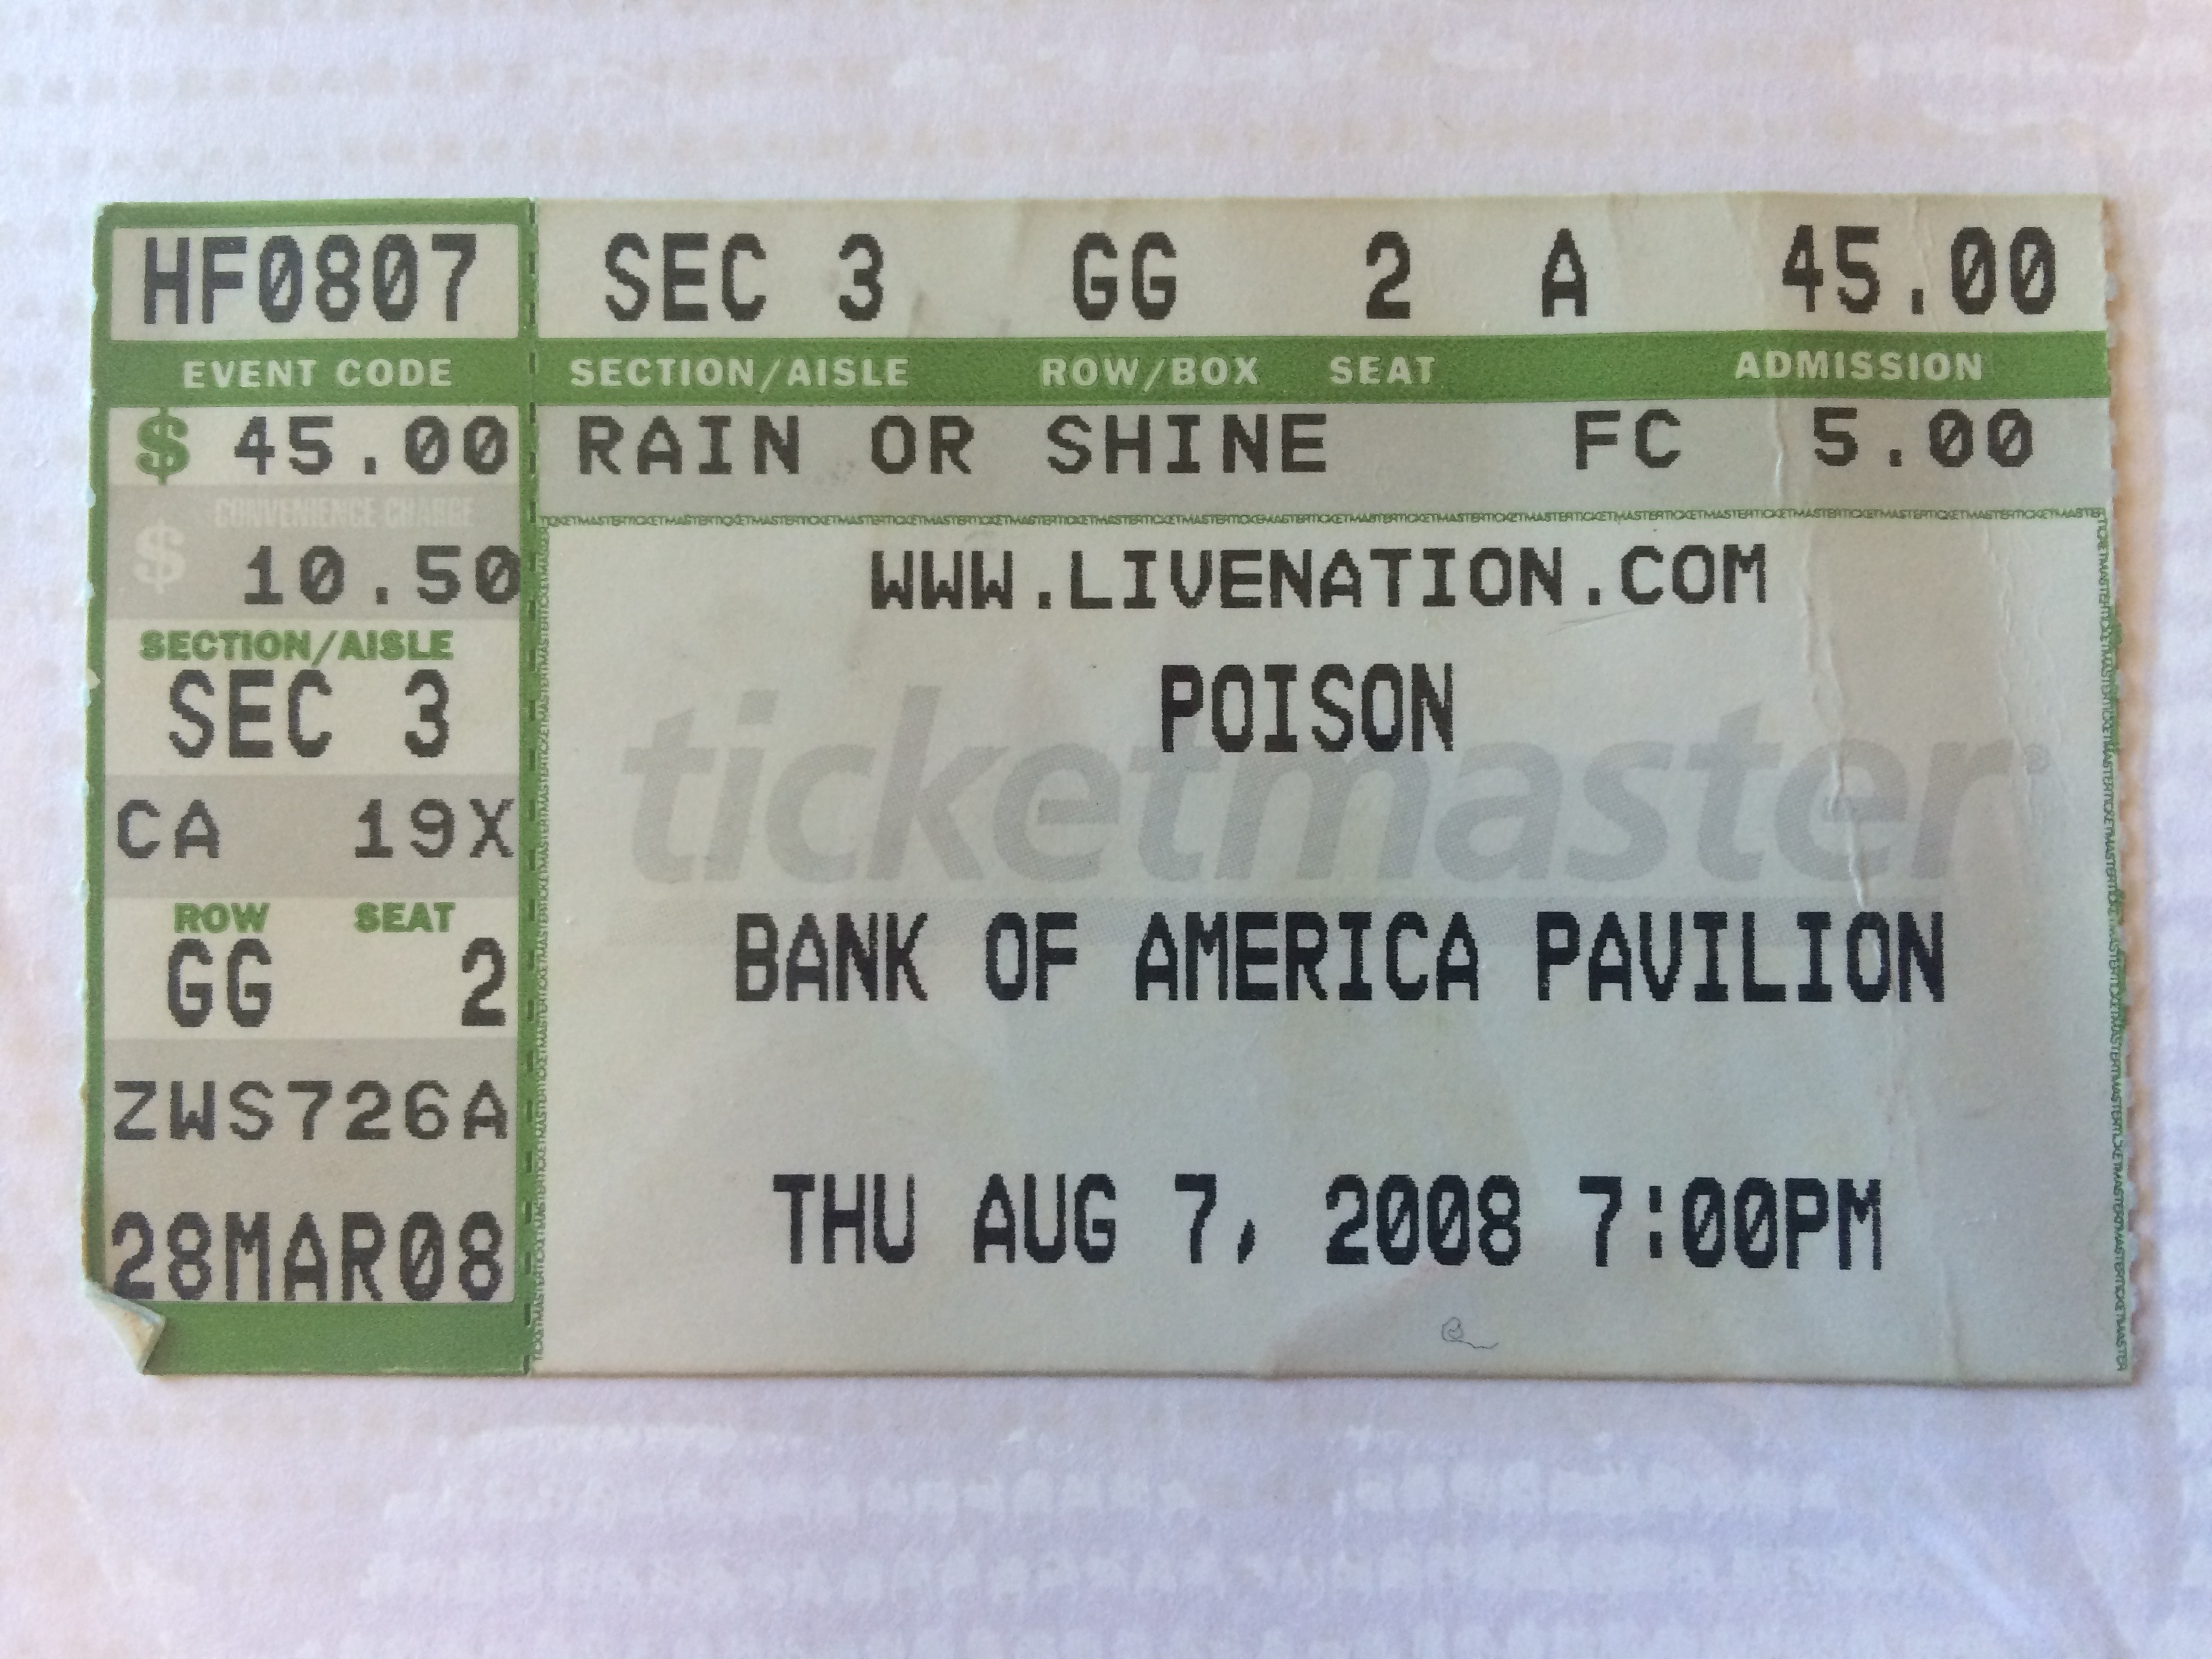 HF0807
EVENT CODE
$ 45.00
CONVENIENCE CHARGE
$ 10.50
SECTION/AISLE
SEC 3
CA 19X
ROW SEAT
GG 2
ZWS726A
28MAR08
SEC 3 GG 2 A 45.00
SECTION/AISLE ROW/BOX SEAT ADMISSION
RAIN OR SHINE FC 5.00
WWW.LIVENATION.COM
POISON
ticketmaster®
BANK OF AMERICA PAVILION
THU AUG 7, 2008 7:00PM